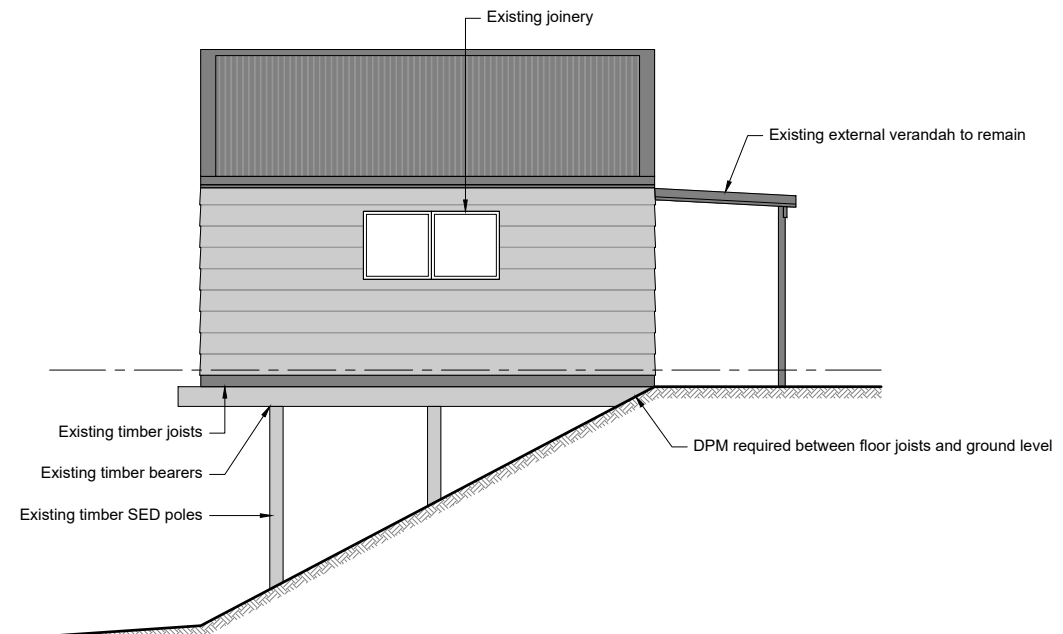 Existing joinery
Existing external verandah to remain
Existing timber joists
DPM required between floor joists and ground level
Existing timber bearers
Existing timber SED poles